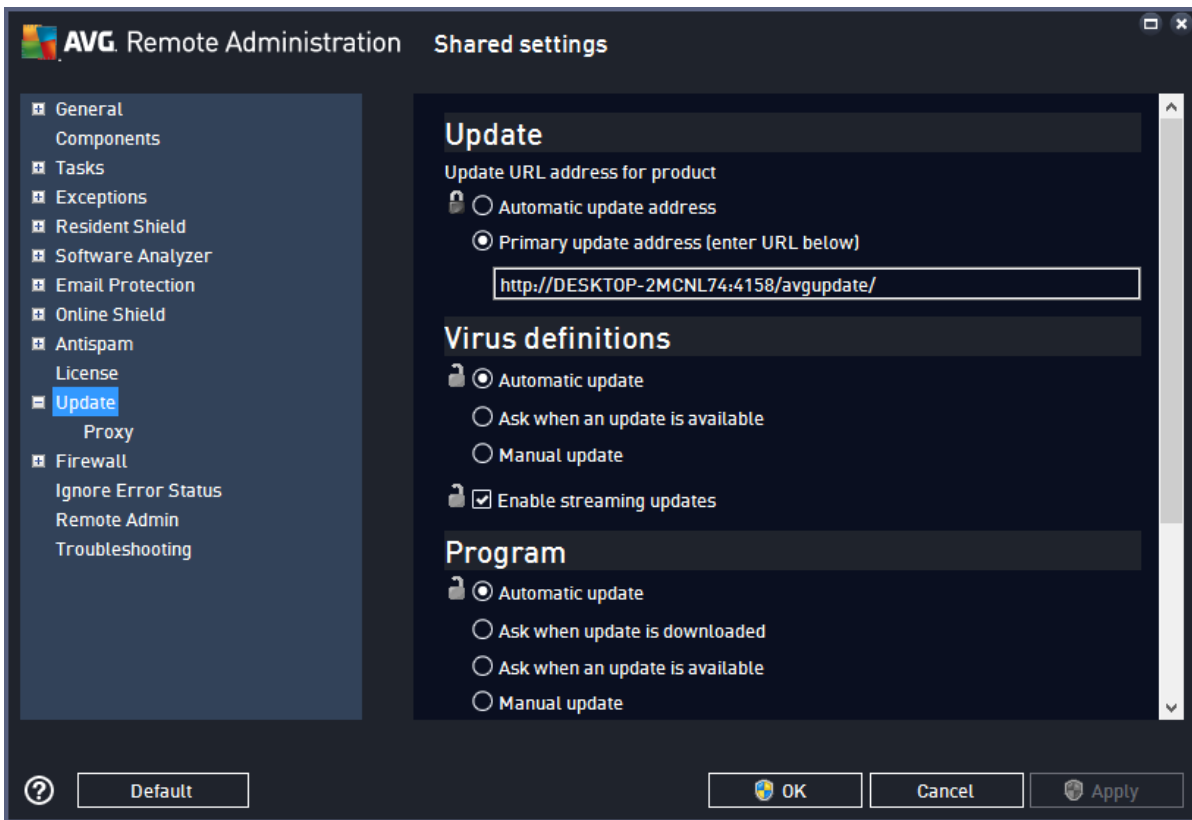 AVG. Remote Administration
Shared settings
General
Components
Tasks
Exceptions
Resident Shield
Software Analyzer
Email Protection
Online Shield
Antispam
License
Update
Proxy
Firewall
Ignore Error Status
Remote Admin
Troubleshooting
Update
Update URL address for product
Automatic update address
Primary update address (enter URL below)
http://DESKTOP-2MCNL74:4158/avgupdate/
Virus definitions
Automatic update
Ask when an update is available
Manual update
Enable streaming updates
Program
Automatic update
Ask when update is downloaded
Ask when an update is available
Manual update
? Default
OK
Cancel
Apply